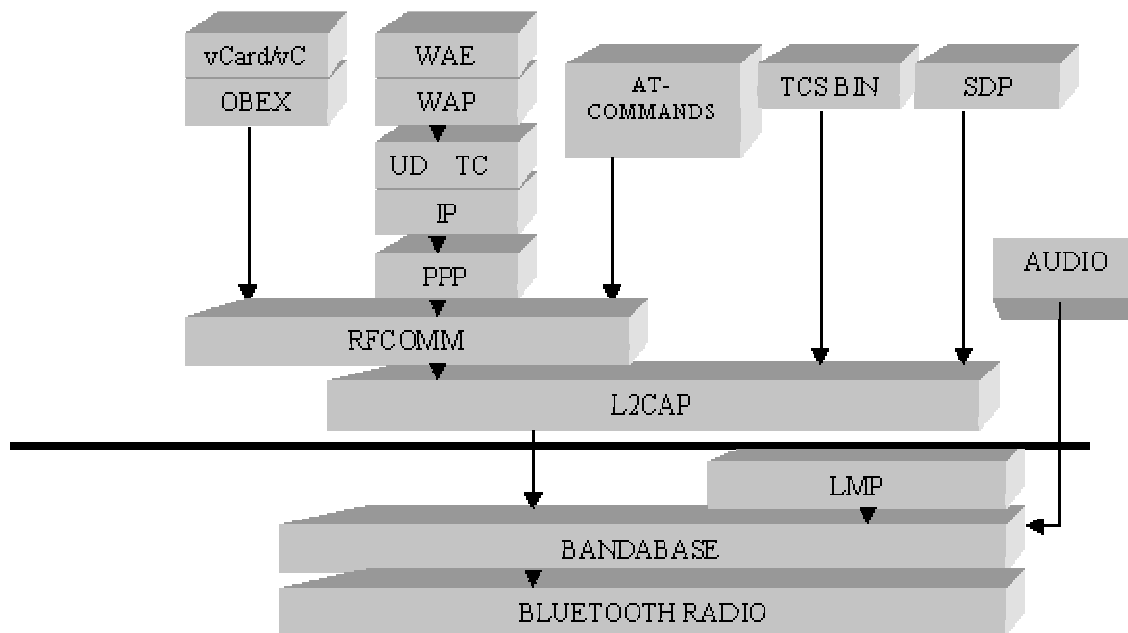 vCard/vC
OBEX
WAE
WAP
UD TC
IP
PPP
AT-
COMMANDS
TCS BIN
SDP
AUDIO
RFCOMM
L2CAP
LMP
BANDABASE
BLUETOOTH RADIO